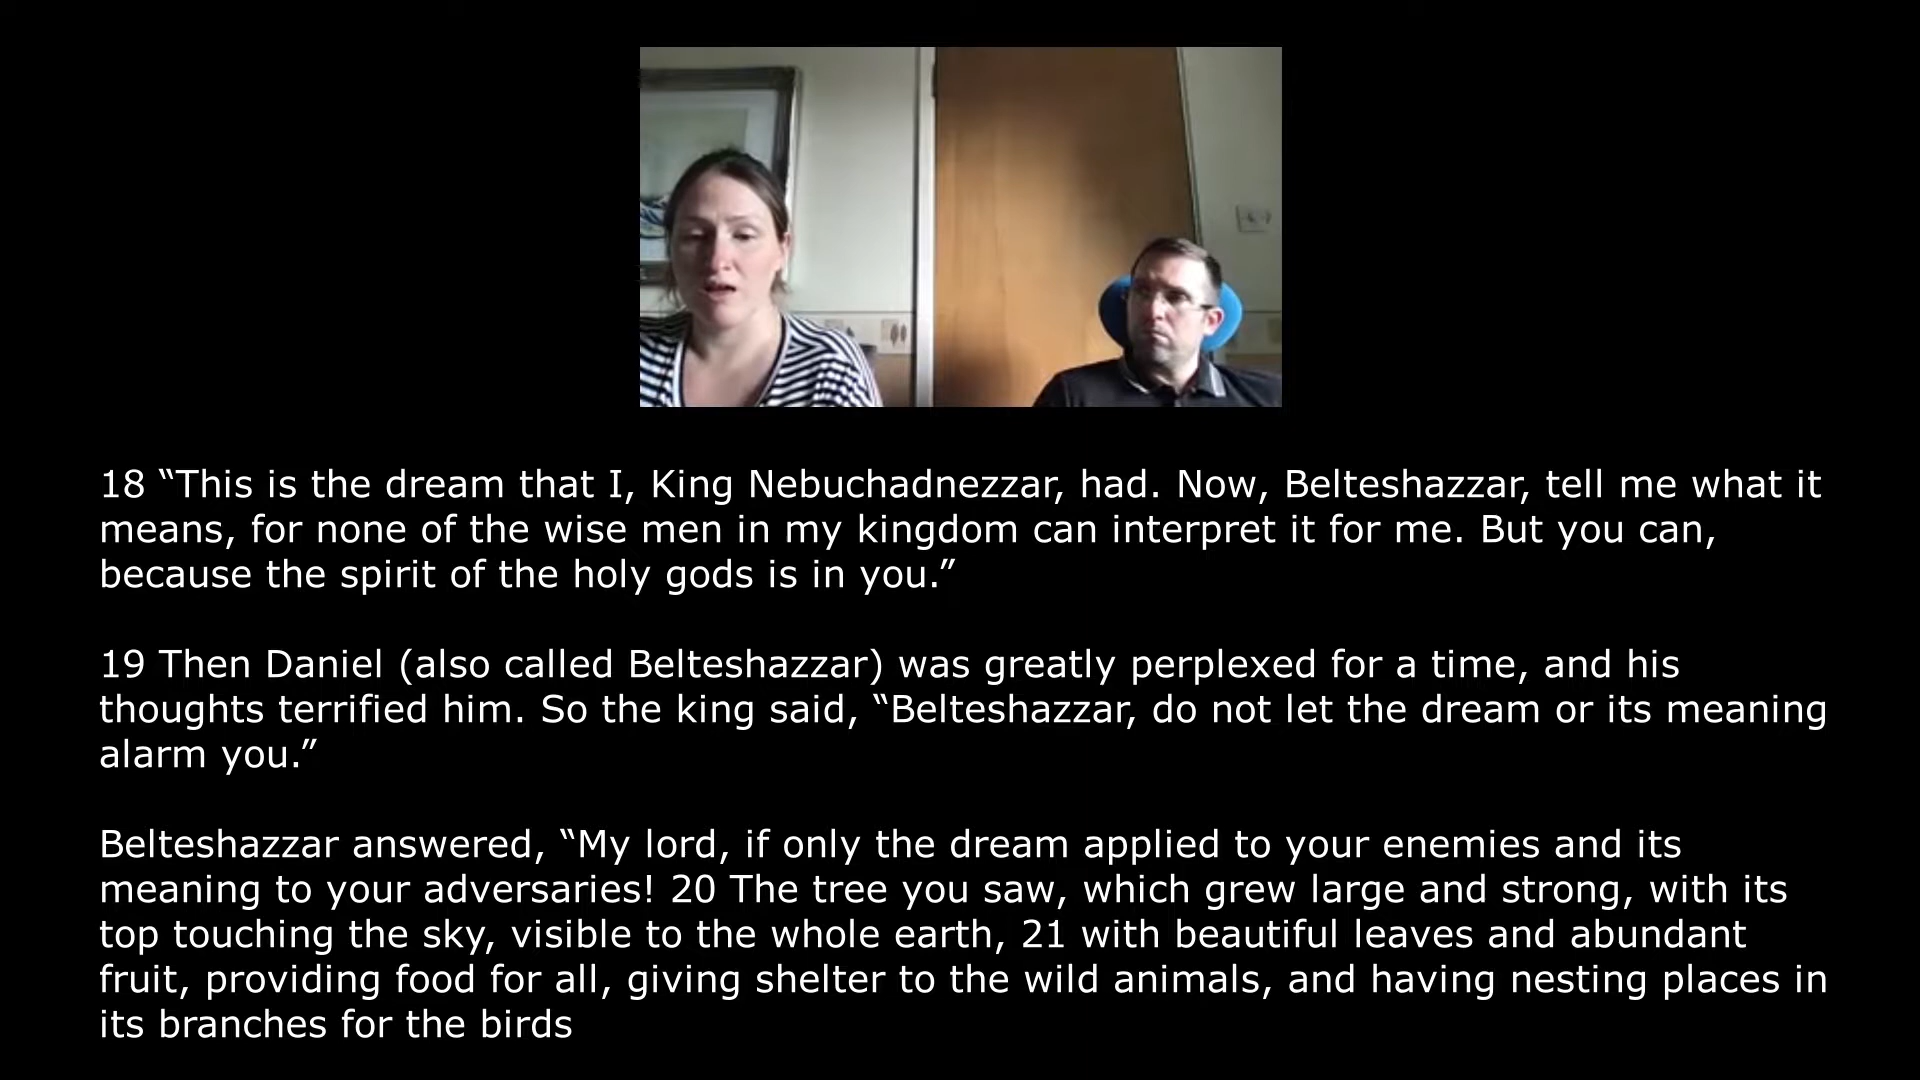 18 “This is the dream that I, King Nebuchadnezzar, had. Now, Belteshazzar, tell me what it
means, for none of the wise men in my kingdom can interpret it for me. But you can,
because the spirit of the holy gods is in you.”
19 Then Daniel (also called Belteshazzar) was greatly perplexed for a time, and his
thoughts terrified him. So the king said, “Belteshazzar, do not let the dream or its meaning
alarm you.”
Belteshazzar answered, “My lord, if only the dream applied to your enemies and its
meaning to your adversaries! 20 The tree you saw, which grew large and strong, with its
top touching the sky, visible to the whole earth, 21 with beautiful leaves and abundant
fruit, providing food for all, giving shelter to the wild animals, and having nesting places in
its branches for the birds